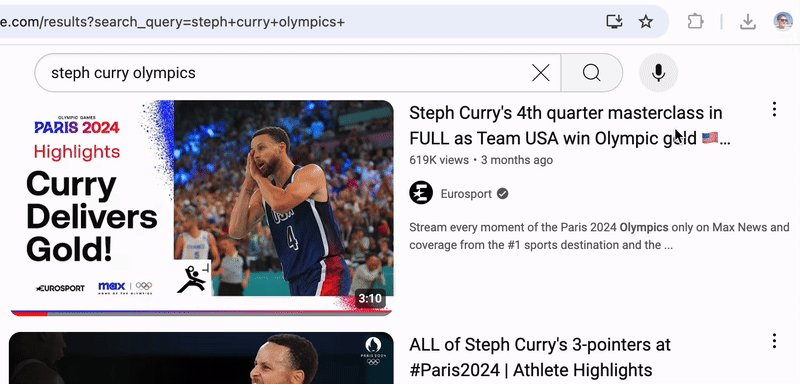 e.com/results?search_query=steph+curry+olympics+
steph curry olympics
OLYMPIC GAMES
PARIS 2024
Highlights
Curry
Delivers
Gold!
EUROSPORT
max
HOME OF THE OLYMPICS
USA
4
3:10
Steph Curry's 4th quarter masterclass in
FULL as Team USA win Olympic gold 🇺🇸...
619K views • 3 months ago
Eurosport
Stream every moment of the Paris 2024 Olympics only on Max News and
coverage from the #1 sports destination and the ...
PARIS 2024
ALL of Steph Curry's 3-pointers at
#Paris2024 | Athlete Highlights